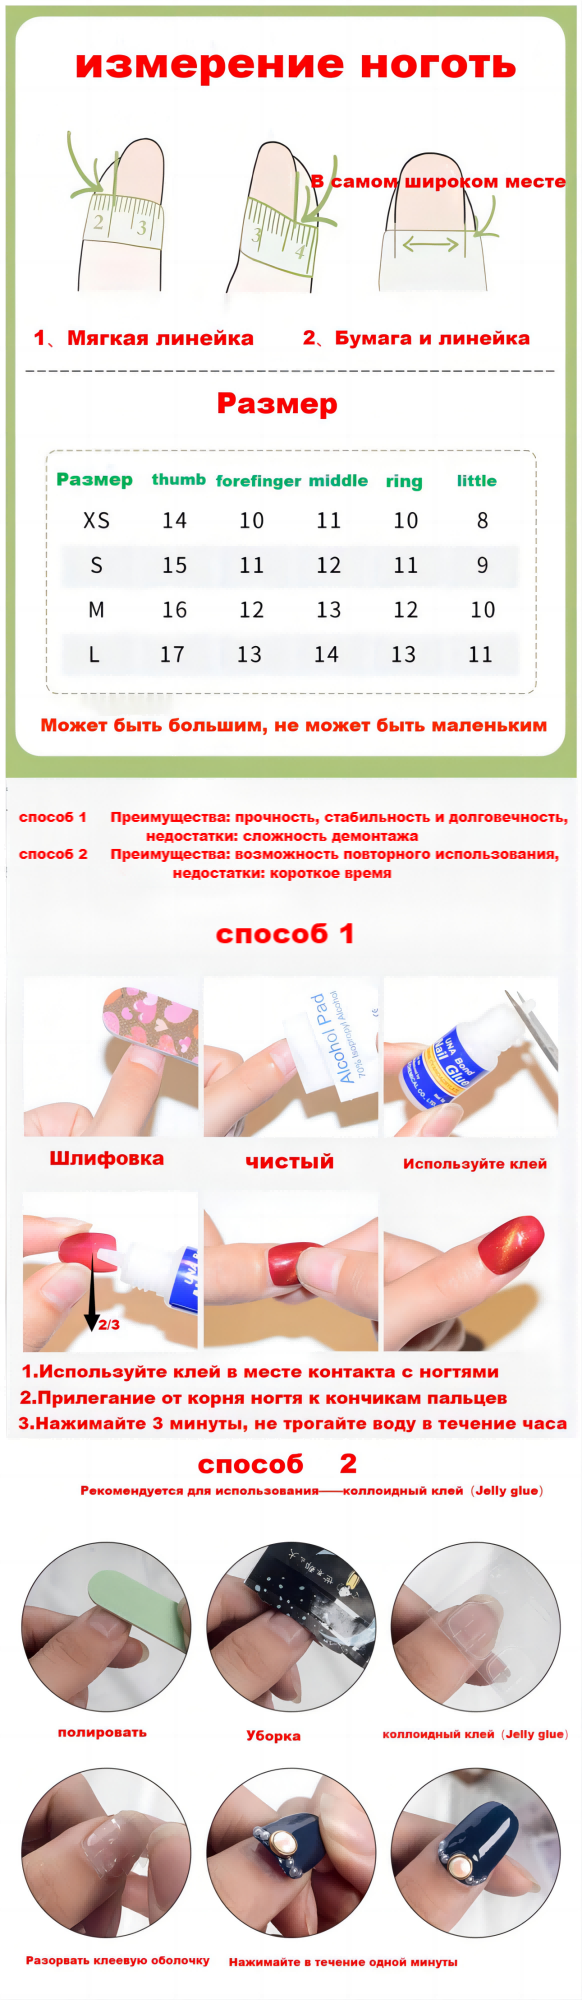 измерение ноготь
В самом широком месте
2 3
3 4
1、Мягкая линейка
2、Бумага и линейка
Размер
Размер thumb forefinger middle ring little
XS 14 10 11 10 8
S 15 11 12 11 9
M 16 12 13 12 10
L 17 13 14 13 11
Может быть большим, не может быть маленьким
способ 1 Преимущества: прочность, стабильность и долговечность,
недостатки: сложность демонтажа
способ 2 Преимущества: возможность повторного использования,
недостатки: короткое время
способ 1
Alcohol Pad
70% Isopropyl Alcohol
UNA Bond
Nail Glue
Шлифовка
чистый
Используйте клей
2/3
1.Используйте клей в месте контакта с ногтями
2.Прилегание от корня ногтя к кончикам пальцев
3.Нажимайте 3 минуты, не трогайте воду в течение часа
способ 2
Рекомендуется для использования——коллоидный клей（Jelly glue）
полировать
Уборка
коллоидный клей（Jelly glue）
Разорвать клеевую оболочку
Нажимайте в течение одной минуты